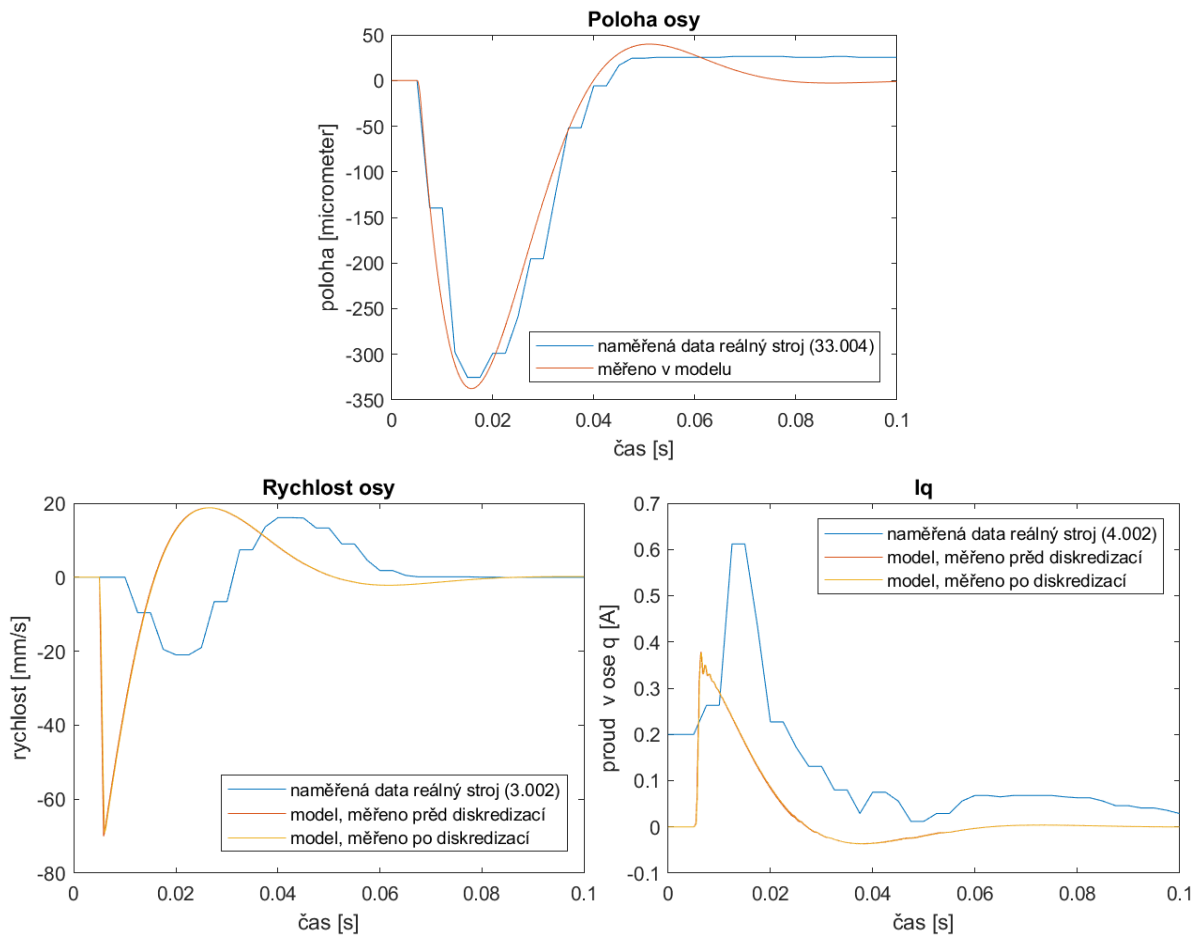 Poloha osy
50
0
-50
-100
-150
-200
-250
-300
-350
poloha [micrometer]
naměřená data reálný stroj (33.004)
měřeno v modelu
0 0.02 0.04 0.06 0.08 0.1
čas [s]
Rychlost osy
20
0
-20
-40
-60
-80
rychlost [mm/s]
naměřená data reálný stroj (3.002)
model, měřeno prěd diskredizací
model, měřeno po diskredizací
0 0.02 0.04 0.06 0.08 0.1
čas [s]
Iq
0.7
0.6
0.5
0.4
0.3
0.2
0.1
0
-0.1
proud v ose q [A]
naměřená data reálný stroj (4.002)
model, měřeno prěd diskredizací
model, měřeno po diskredizací
0 0.02 0.04 0.06 0.08 0.1
čas [s]